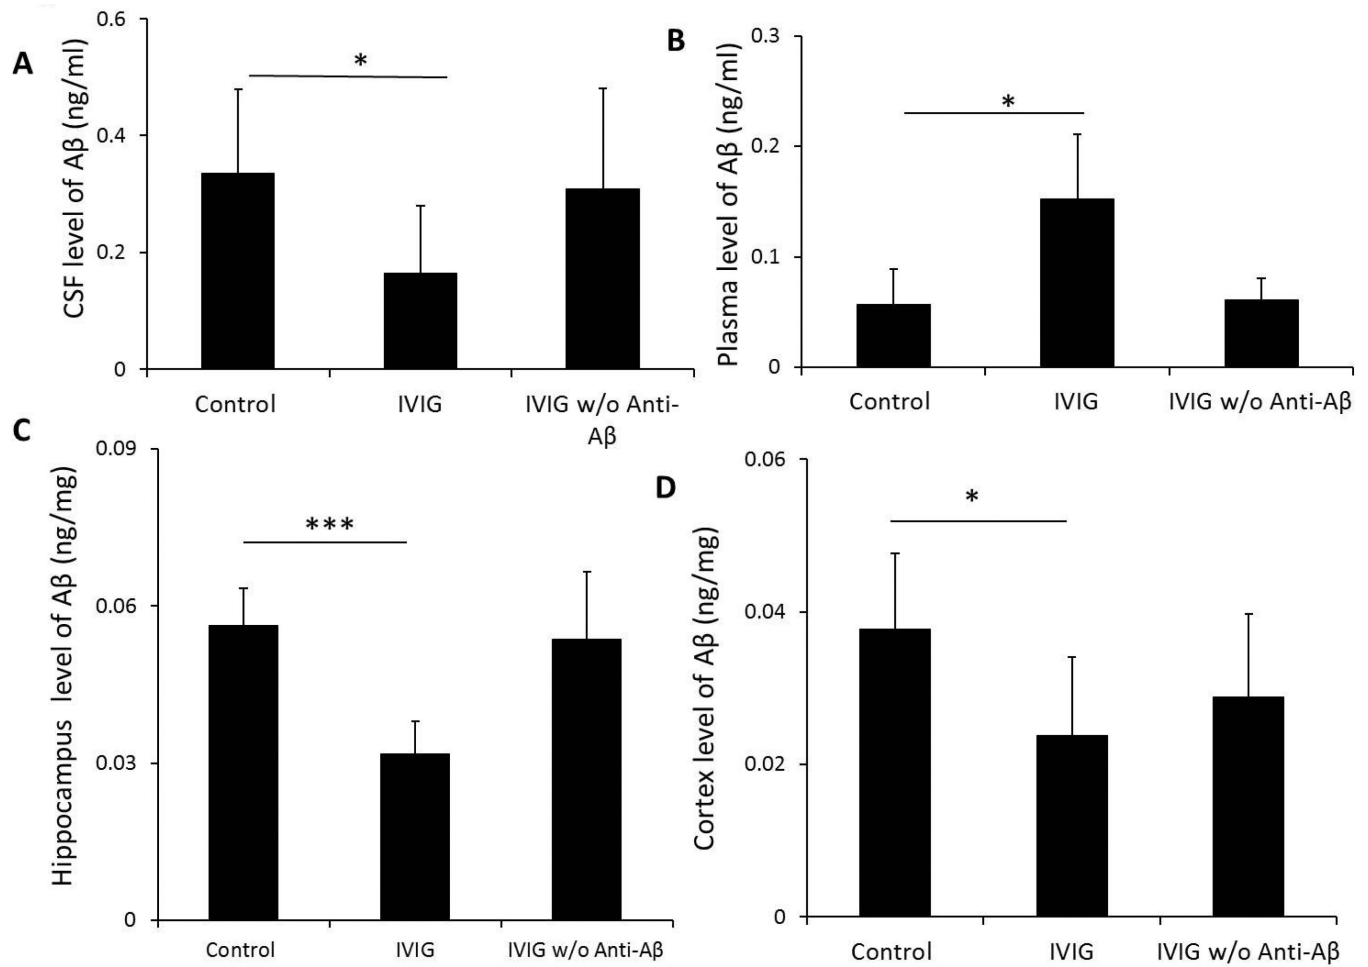 A
CSF level of Aβ (ng/ml)
0.6
0.4
0.2
0
*
Control
IVIG
IVIG w/o Anti-
Aβ
B
Plasma level of Aβ (ng/ml)
0.3
0.2
0.1
0
*
Control
IVIG
IVIG w/o Anti-Aβ
C
Hippocampus level of Aβ (ng/mg)
0.09
0.06
0.03
0
***
Control
IVIG
IVIG w/o Anti-Aβ
D
Cortex level of Aβ (ng/mg)
0.06
0.04
0.02
0
*
Control
IVIG
IVIG w/o Anti-Aβ